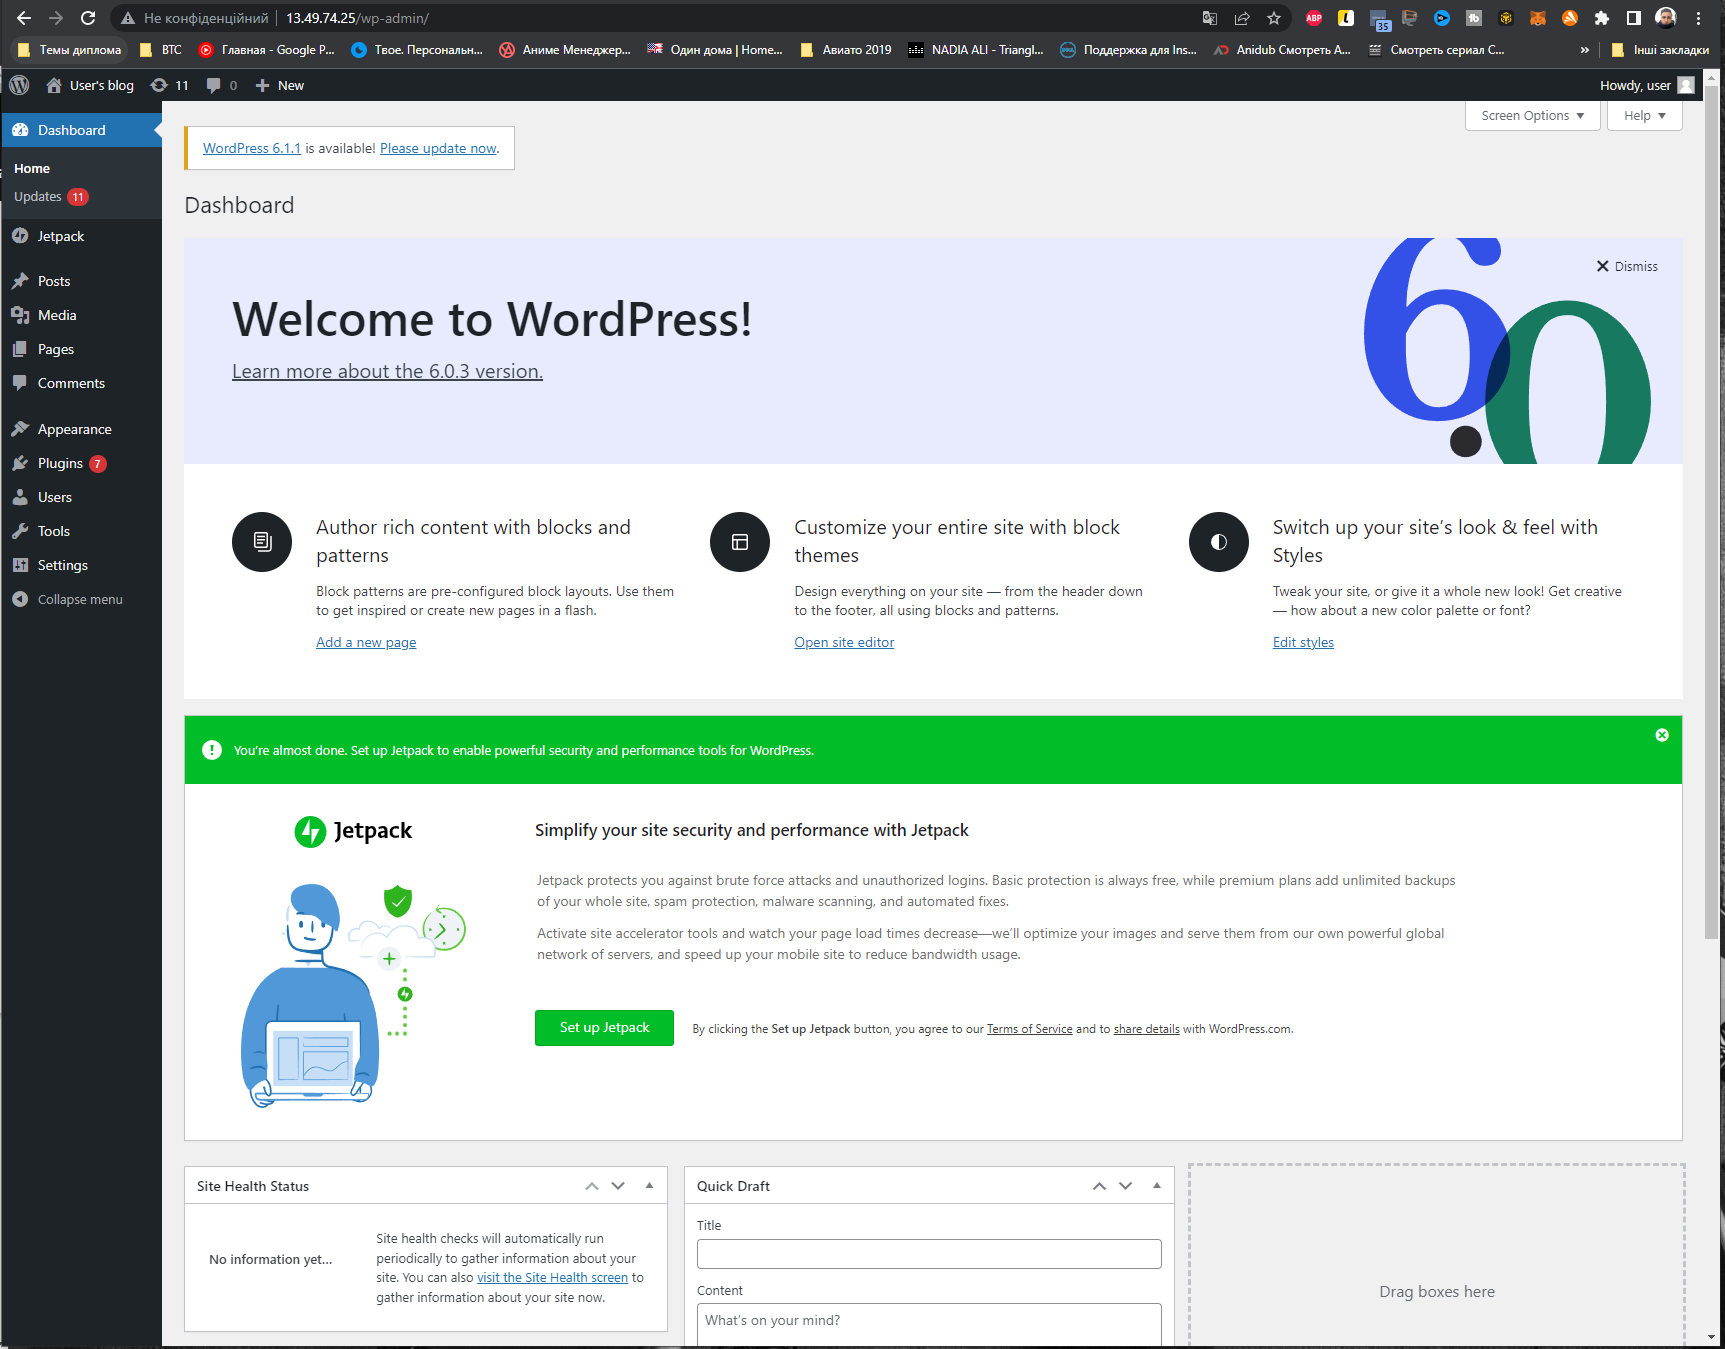 Не конфіденційний 13.49.74.25/wp-admin/
35
Темы диплома BTC Главная - Google P... Твое. Персональн... Аниме Менеджер... Один дома | Home... Авиато 2019 NADIA ALI - Triangl... Поддержка для Ins... Anidub Смотреть А... Смотреть сериал С... » Інші закладки
User's blog 11 0 New Howdy, user
Screen Options Help
Dashboard
Home
Updates 11
Jetpack
Posts
Media
Pages
Comments
Appearance
Plugins 7
Users
Tools
Settings
Collapse menu
WordPress 6.1.1 is available! Please update now.
Dashboard
Dismiss
6.0
Welcome to WordPress!
Learn more about the 6.0.3 version.
Author rich content with blocks and
patterns
Block patterns are pre-configured block layouts. Use them
to get inspired or create new pages in a flash.
Add a new page
Customize your entire site with block
themes
Design everything on your site — from the header down
to the footer, all using blocks and patterns.
Open site editor
Switch up your site’s look & feel with
Styles
Tweak your site, or give it a whole new look! Get creative
— how about a new color palette or font?
Edit styles
You're almost done. Set up Jetpack to enable powerful security and performance tools for WordPress.
Jetpack
Simplify your site security and performance with Jetpack
Jetpack protects you against brute force attacks and unauthorized logins. Basic protection is always free, while premium plans add unlimited backups
of your whole site, spam protection, malware scanning, and automated fixes.
Activate site accelerator tools and watch your page load times decrease—we'll optimize your images and serve them from our own powerful global
network of servers, and speed up your mobile site to reduce bandwidth usage.
Set up Jetpack
By clicking the Set up Jetpack button, you agree to our Terms of Service and to share details with WordPress.com.
Site Health Status
No information yet...
Site health checks will automatically run
periodically to gather information about your
site. You can also visit the Site Health screen to
gather information about your site now.
Quick Draft
Title
Content
What's on your mind?
Drag boxes here